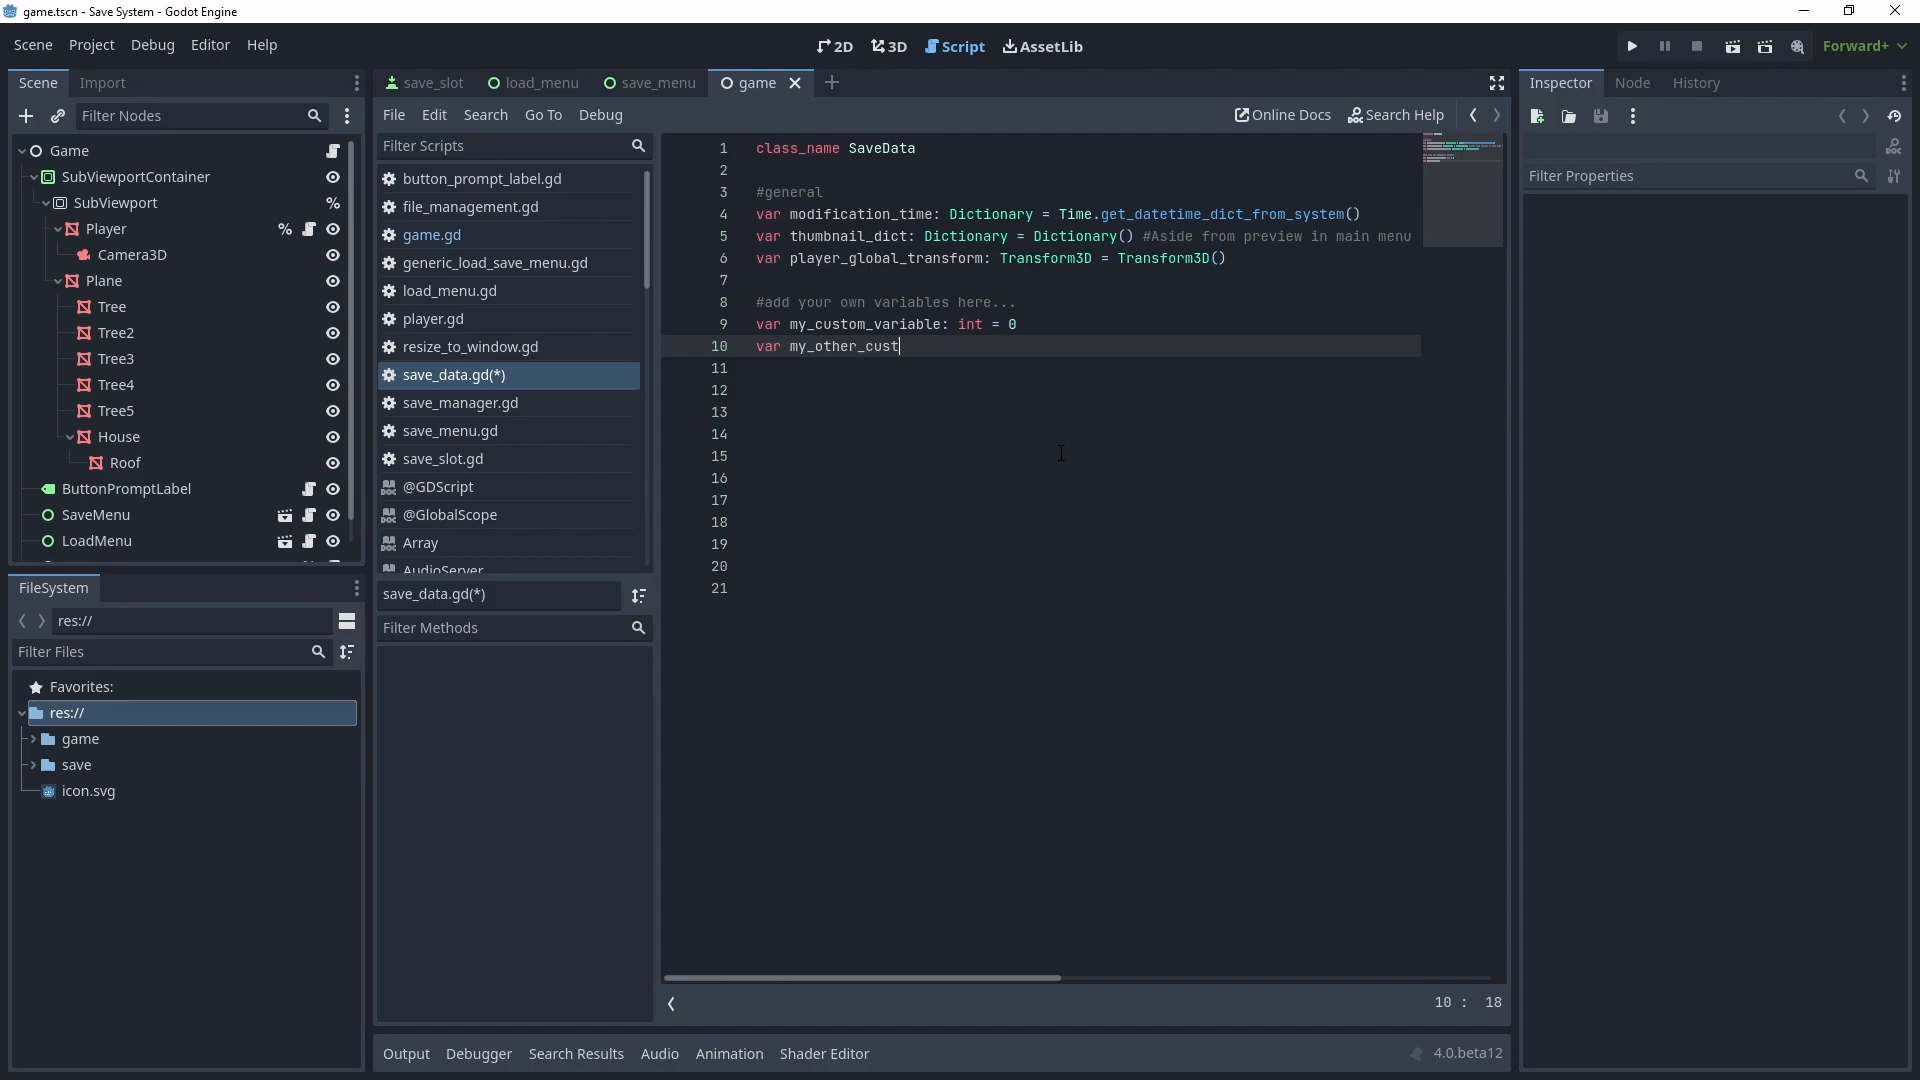 game.tscn - Save System - Godot Engine
Scene Project Debug Editor Help
2D 3D Script AssetLib
Forward+
Scene Import
Filter Nodes
Game
SubViewportContainer
SubViewport
%
Player
%
Camera3D
Plane
Tree
Tree2
Tree3
Tree4
Tree5
House
Roof
ButtonPromptLabel
SaveMenu
LoadMenu
FileSystem
res://
Filter Files
Favorites:
res://
game
save
icon.svg
save_slot load_menu save_menu game
File Edit Search Go To Debug
Online Docs Search Help
Filter Scripts
button_prompt_label.gd
file_management.gd
game.gd
generic_load_save_menu.gd
load_menu.gd
player.gd
resize_to_window.gd
save_data.gd(*)
save_manager.gd
save_menu.gd
save_slot.gd
@GDScript
@GlobalScope
Array
AudioServer
save_data.gd(*)
Filter Methods
1 class_name SaveData
2
3 #general
4 var modification_time: Dictionary = Time.get_datetime_dict_from_system()
5 var thumbnail_dict: Dictionary = Dictionary() #Aside from preview in main menu
6 var player_global_transform: Transform3D = Transform3D()
7
8 #add your own variables here...
9 var my_custom_variable: int = 0
10 var my_other_cust
11
12
13
14
15
16
17
18
19
20
21
10 : 18
Output Debugger Search Results Audio Animation Shader Editor
4.0.beta12
Inspector Node History
Filter Properties